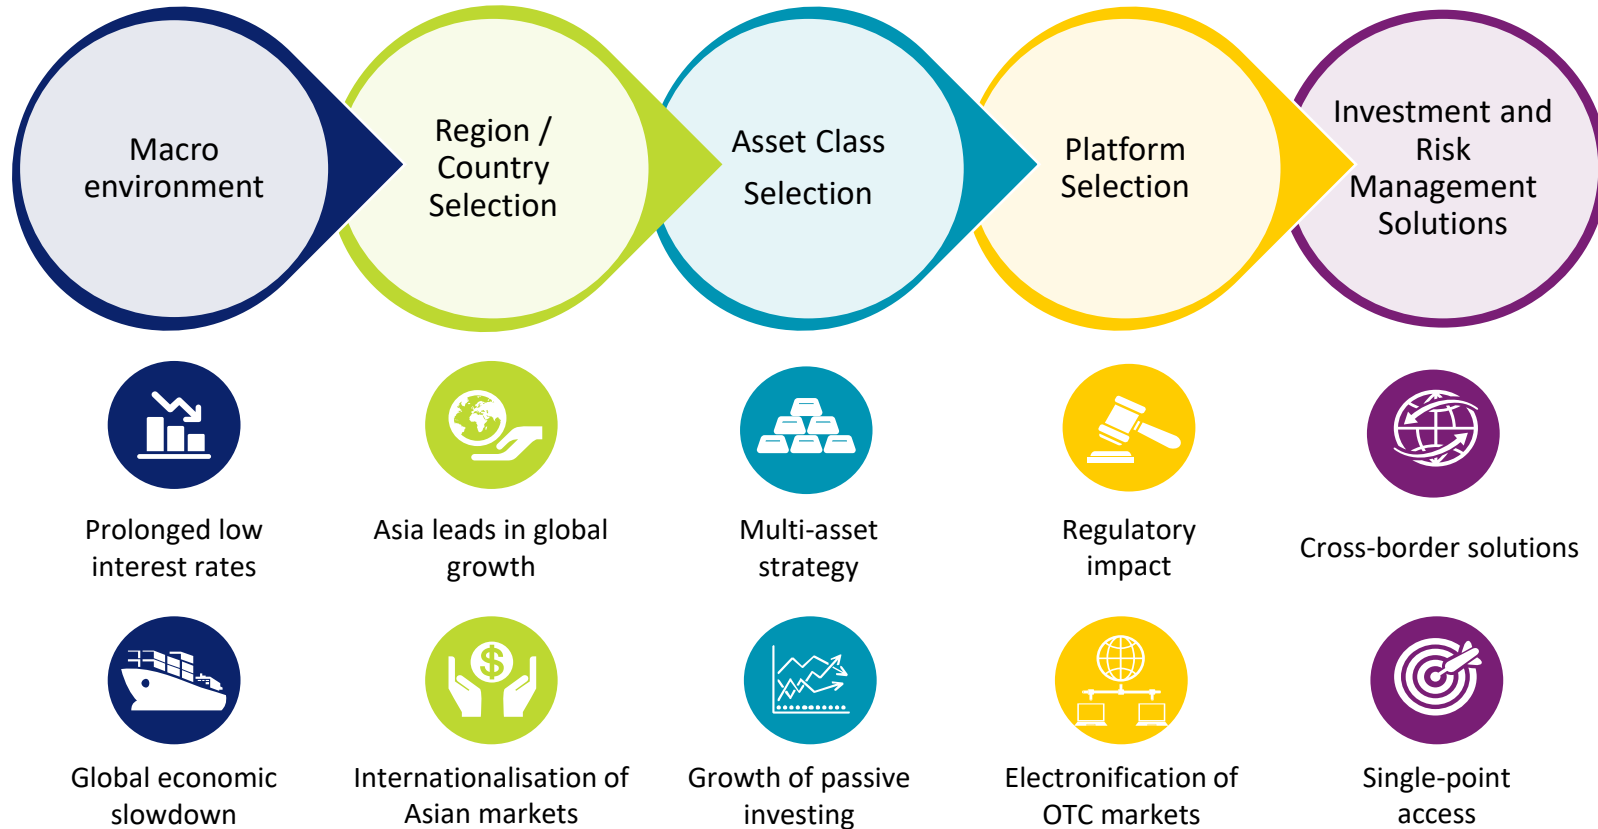 Macro
environment
Region /
Country
Selection
Asset Class
Selection
Platform
Selection
Investment and
Risk
Management
Solutions
Prolonged low
interest rates
Asia leads in global
growth
Multi-asset
strategy
Regulatory
impact
Cross-border solutions
$
Global economic
slowdown
Internationalisation of
Asian markets
Growth of passive
investing
Electronification of
OTC markets
Single-point
access